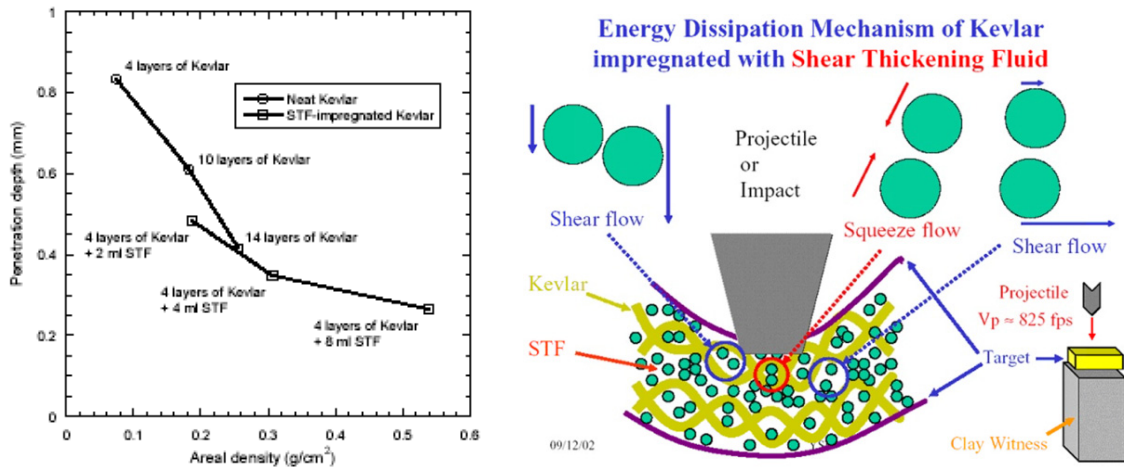 Penetration depth (mm)
1
0.8
0.6
0.4
0.2
0
0
0.1
0.2
0.3
0.4
0.5
0.6
Areal density (g/cm²)
4 layers of Kevlar
Neat Kevlar
STF-impregnated Kevlar
10 layers of Kevlar
14 layers of Kevlar
4 layers of Kevlar
+ 2 ml STF
4 layers of Kevlar
+ 4 ml STF
4 layers of Kevlar
+ 8 ml STF
Energy Dissipation Mechanism of Kevlar
impregnated with Shear Thickening Fluid
Projectile
or
Impact
Shear flow
Squeeze flow
Shear flow
Kevlar
STF
Projectile
Vp ≈ 825 fps
Target
Clay Witness
09/12/02